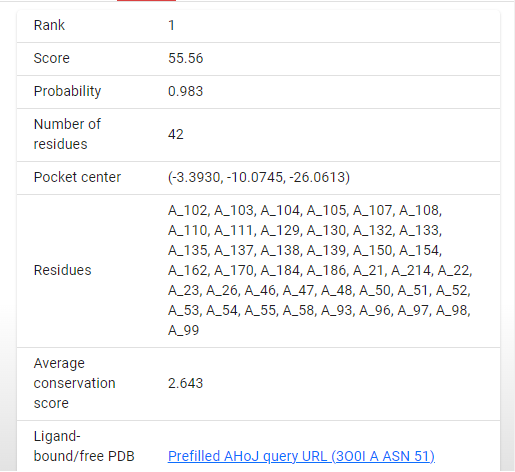 Rank 1
Score 55.56
Probability 0.983
Number of
residues 42
Pocket center (-3.3930, -10.0745, -26.0613)
Residues
A_102, A_103, A_104, A_105, A_107, A_108,
A_110, A_111, A_129, A_130, A_132, A_133,
A_135, A_137, A_138, A_139, A_150, A_154,
A_162, A_170, A_184, A_186, A_21, A_214, A_22,
A_23, A_26, A_46, A_47, A_48, A_50, A_51, A_52,
A_53, A_54, A_55, A_58, A_93, A_96, A_97, A_98,
A_99
Average
conservation 2.643
score
Ligand-
bound/free PDB Prefilled AHoJ query URL (3O0I A ASN 51)